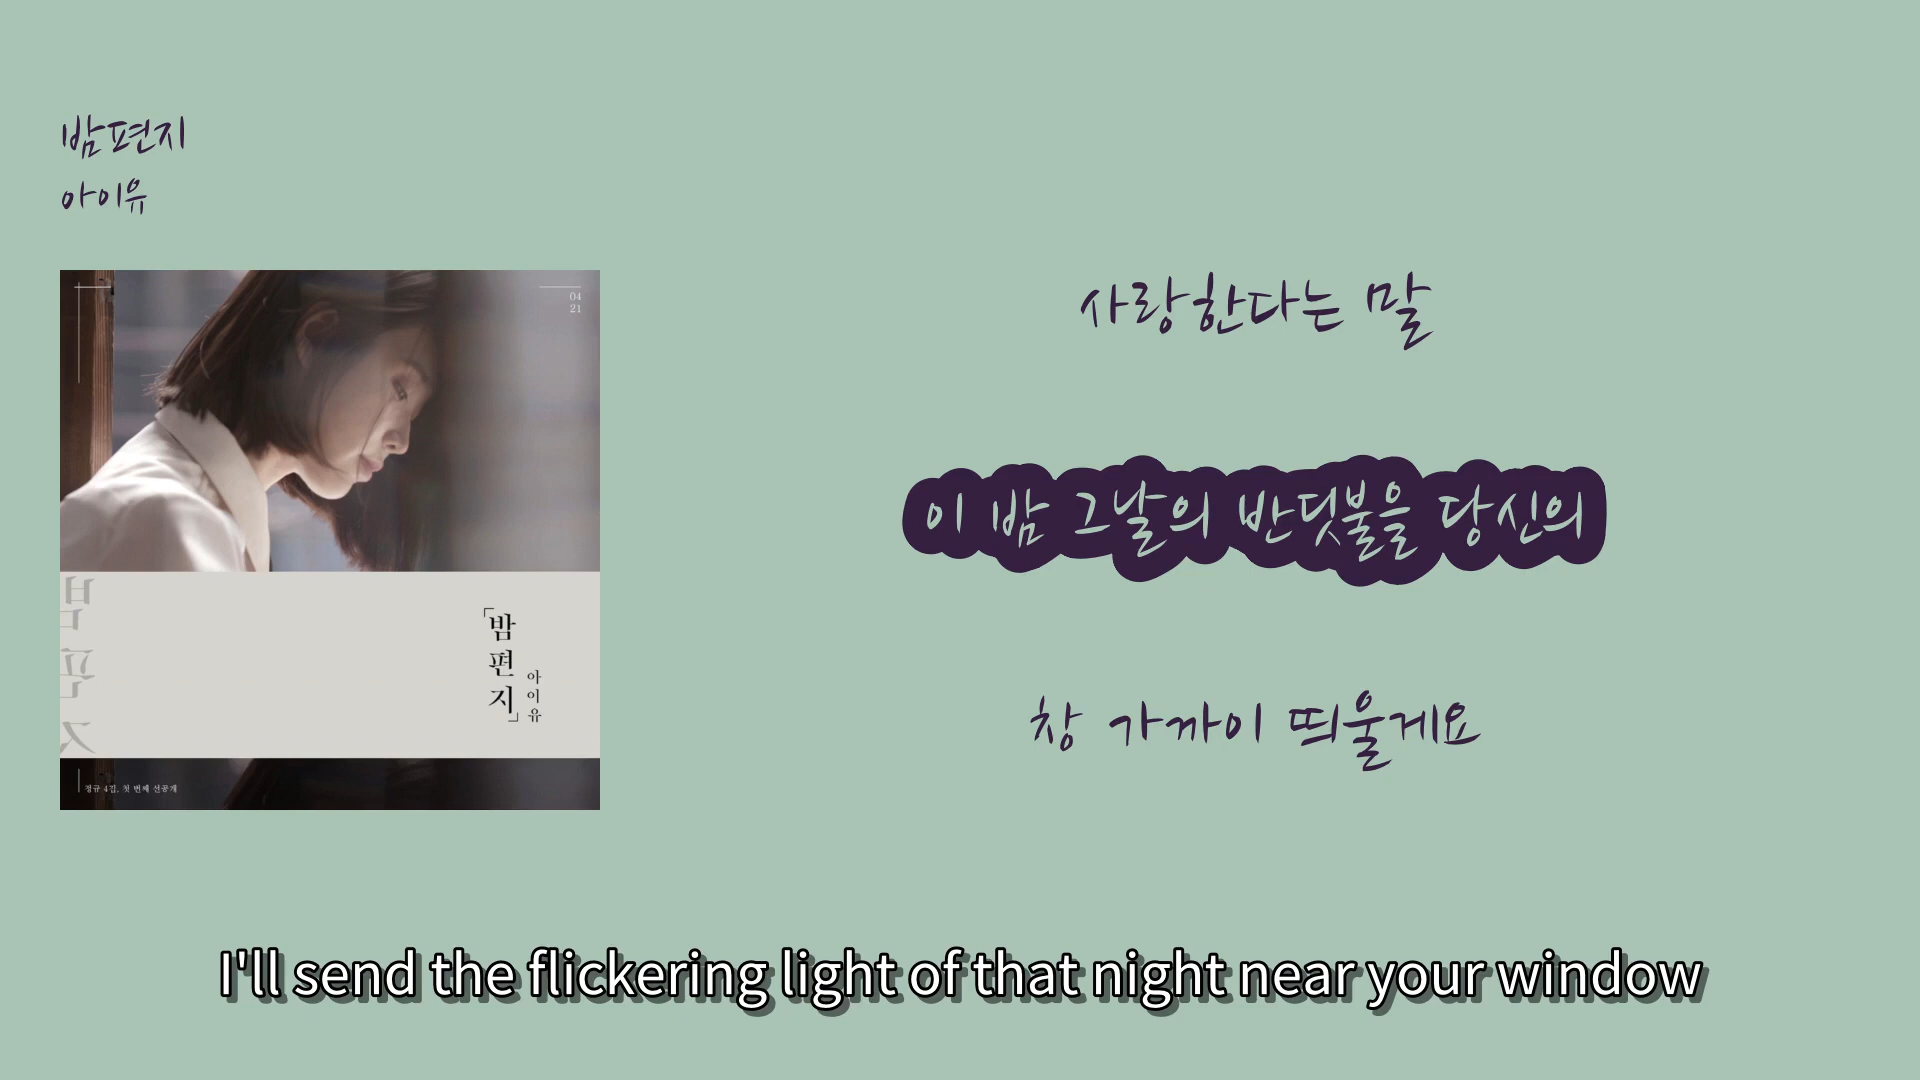 밤편지
아이유
04
21
밤편지
「밤편지」
아이유
정규 4집. 첫 번째 선공개
사랑한다는 말
이 밤 그날의 반딧불을 당신의
창 가까이 띄울게요
I'll send the flickering light of that night near your window